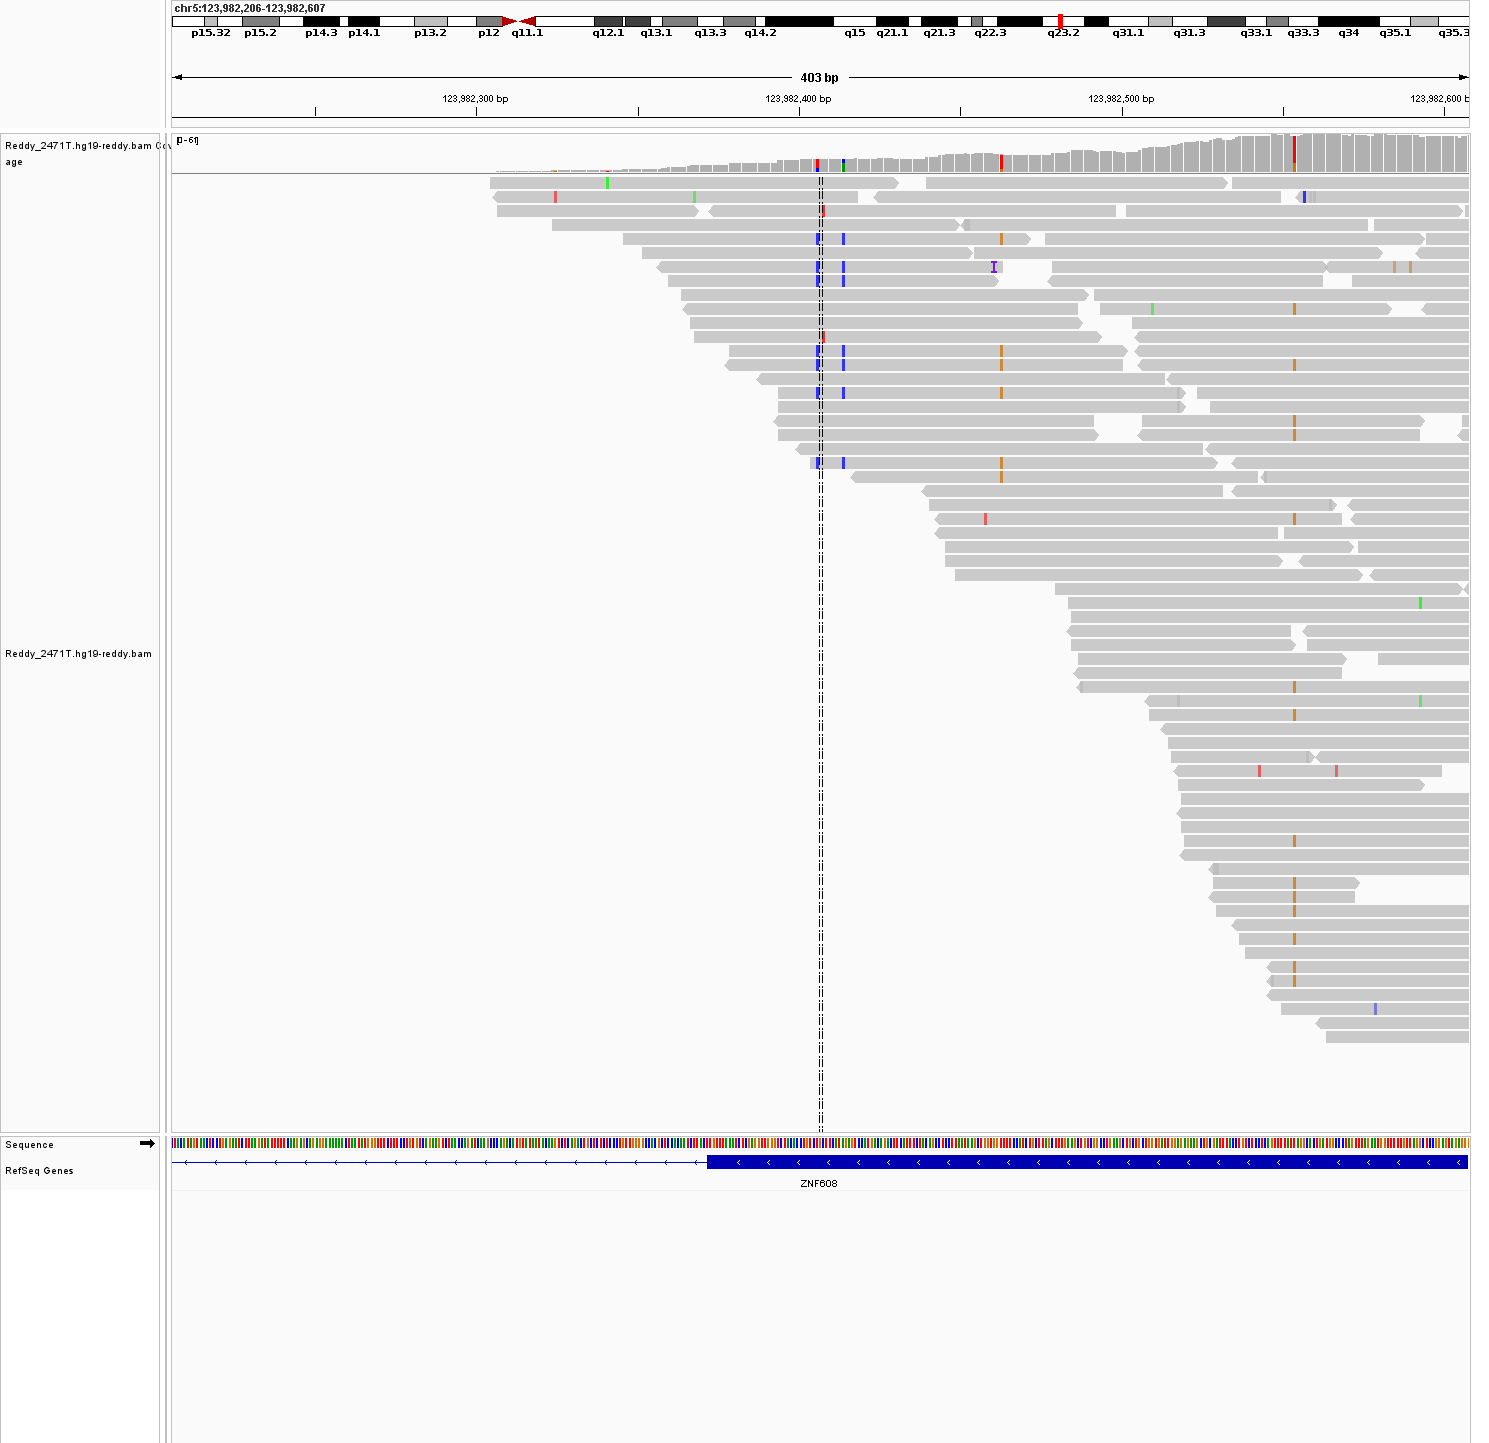 chr5:123,982,206-123,982,607
p15.32 p15.2 p14.3 p14.1 p13.2 p12 q11.1 q12.1 q13.1 q13.3 q14.2 q15 q21.1 q21.3 q22.3 q23.2 q31.1 q31.3 q33.1 q33.3 q34 q35.1 q35.3
403 bp
123,982,300 bp 123,982,400 bp 123,982,500 bp 123,982,600 b
Reddy_2471T.hg19-reddy.bam Cov
age
[0-61]
Reddy_2471T.hg19-reddy.bam
Sequence
RefSeq Genes
ZNF608